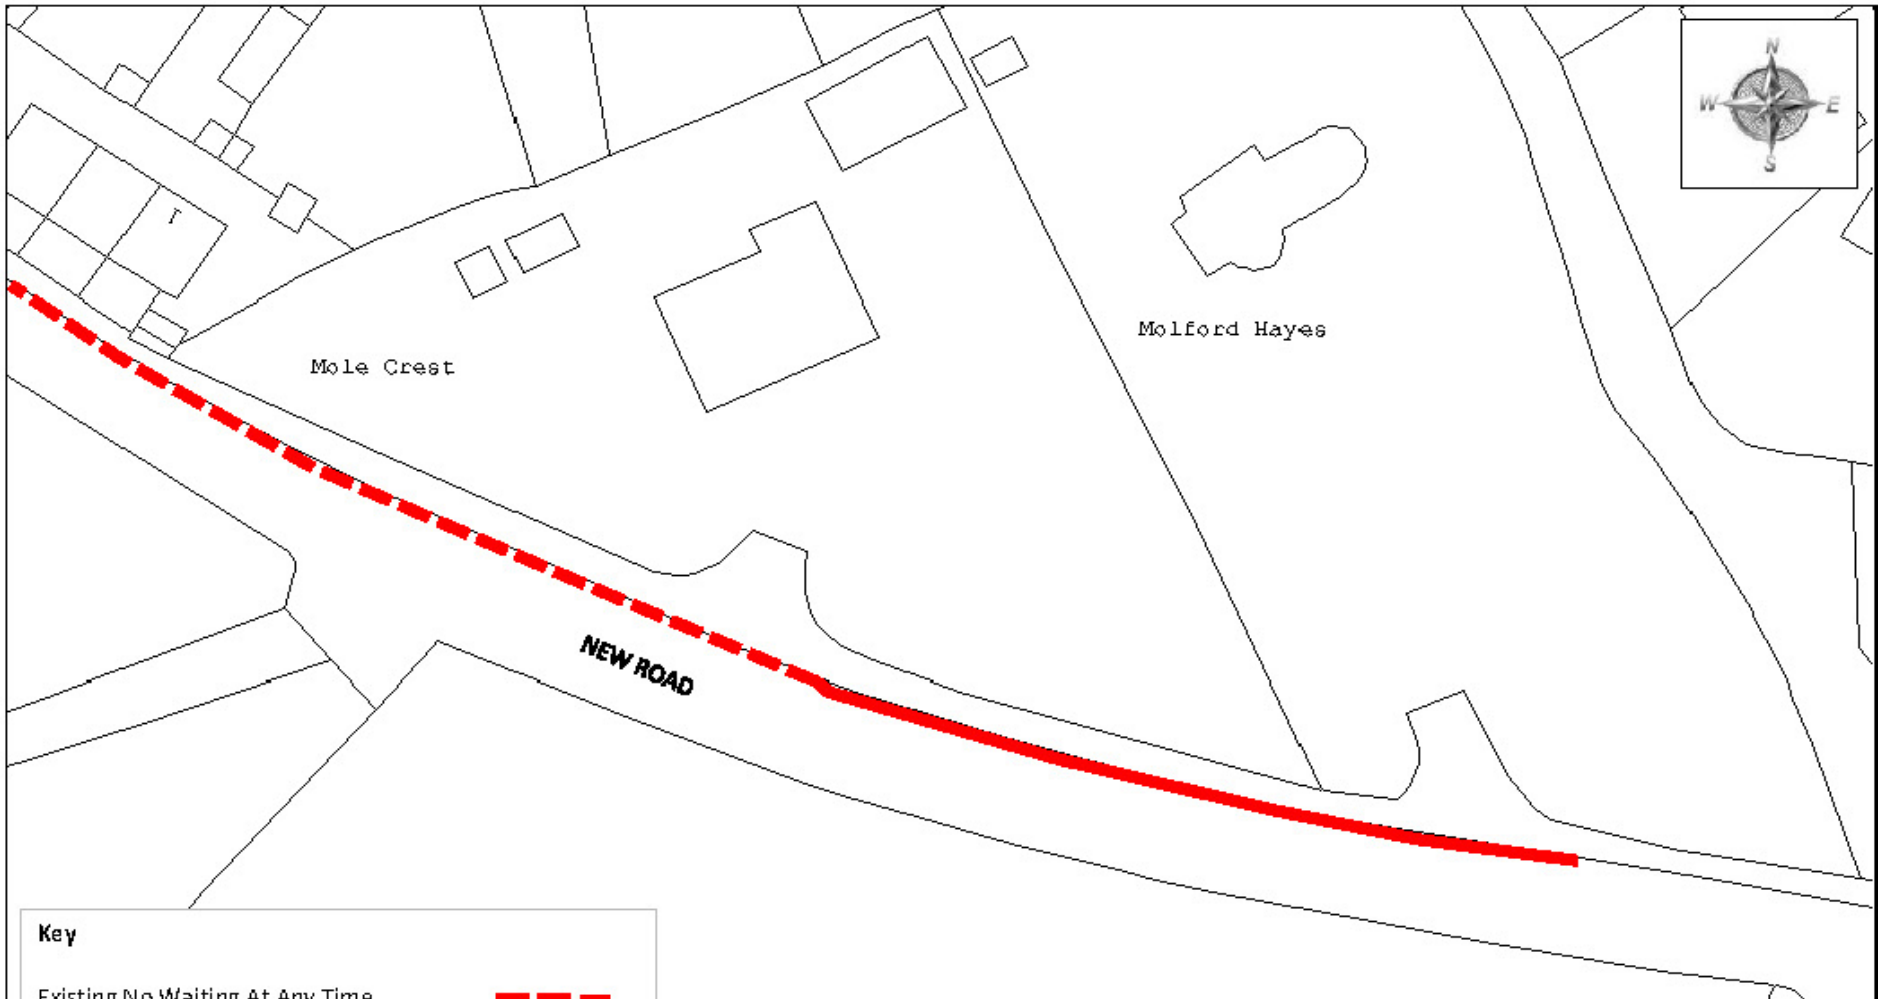 N
W E
S
Molford Hayes
Mole Crest
NEW ROAD
Key
Existing No Waiting At Any Time